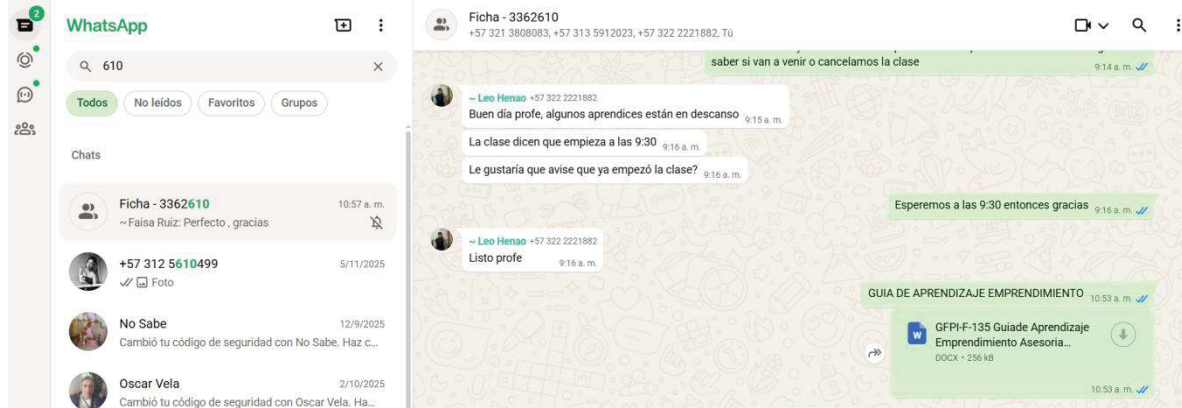 2
WhatsApp
610
Todos
No leídos
Favoritos
Grupos
Chats
Ficha - 3362610
10:57 a. m.
~ Faisa Ruiz: Perfecto , gracias
+57 312 5610499
5/11/2025
Foto
No Sabe
12/9/2025
Cambió tu código de seguridad con No Sabe. Haz c...
Oscar Vela
2/10/2025
Cambió tu código de seguridad con Oscar Vela. Ha...
Ficha - 3362610
+57 321 3808083, +57 313 5912023, +57 322 2221882, Tú
saber si van a venir o cancelamos la clase
9:14 a. m.
~ Leo Henao +57 322 2221882
Buen día profe, algunos aprendices están en descanso
9:15 a. m.
La clase dicen que empieza a las 9:30
9:16 a. m.
Le gustaría que avise que ya empezó la clase?
9:16 a. m.
Esperemos a las 9:30 entonces gracias
9:16 a. m.
~ Leo Henao +57 322 2221882
Listo profe
9:16 a. m.
GUIA DE APRENDIZAJE EMPRENDIMIENTO
10:53 a. m.
W
GFPI-F-135 Guiade Aprendizaje
Emprendimiento Asesoria...
DOCX • 256 kB
10:53 a. m.